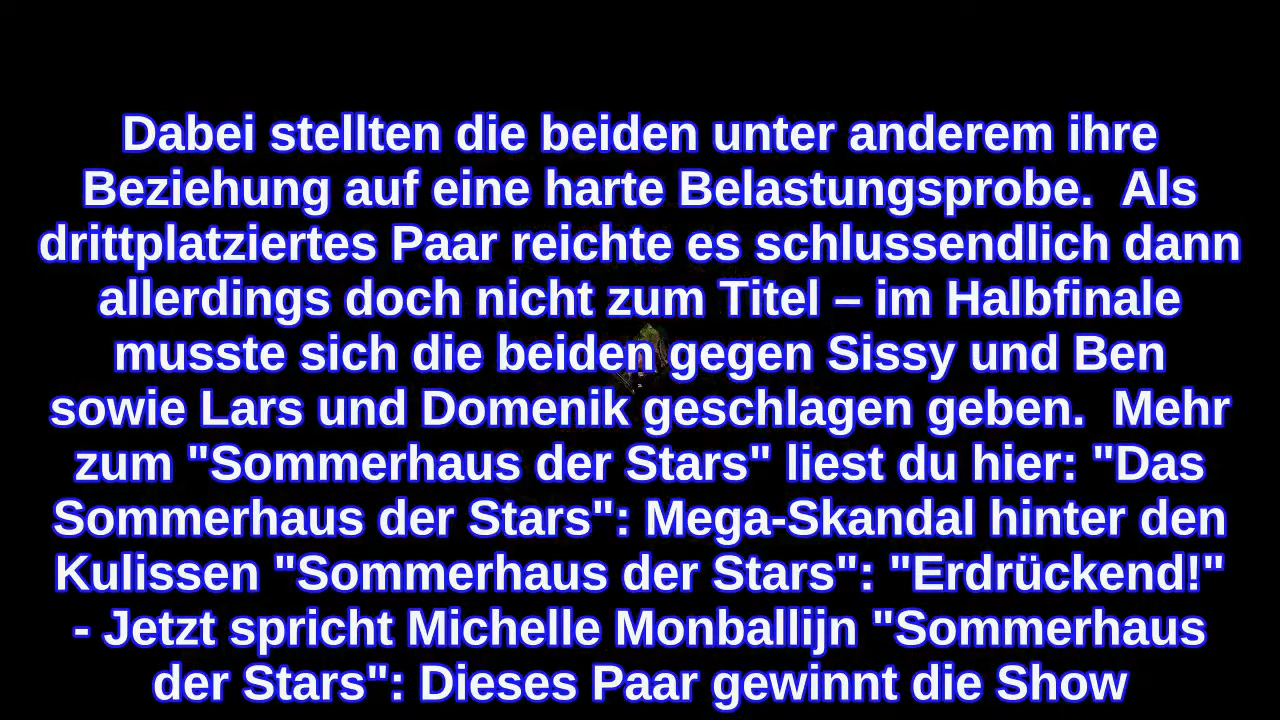 Dabei stellten die beiden unter anderem ihre
Beziehung auf eine harte Belastungsprobe.  Als
drittplatziertes Paar reichte es schlussendlich dann
allerdings doch nicht zum Titel – im Halbfinale
musste sich die beiden gegen Sissy und Ben
sowie Lars und Domenik geschlagen geben.  Mehr
zum "Sommerhaus der Stars" liest du hier: "Das
Sommerhaus der Stars": Mega-Skandal hinter den
Kulissen "Sommerhaus der Stars": "Erdrückend!"
- Jetzt spricht Michelle Monballijn "Sommerhaus
der Stars": Dieses Paar gewinnt die Show